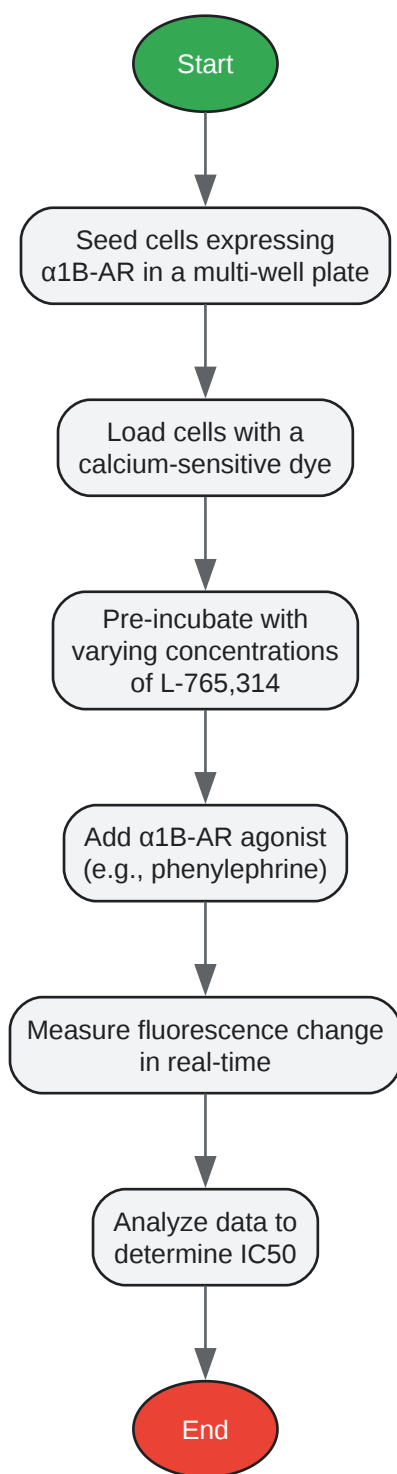 Start
Seed cells expressing
α1B-AR in a multi-well plate
Load cells with a
calcium-sensitive dye
Pre-incubate with
varying concentrations
of L-765,314
Add α1B-AR agonist
(e.g., phenylephrine)
Measure fluorescence change
in real-time
Analyze data to
determine IC50
End